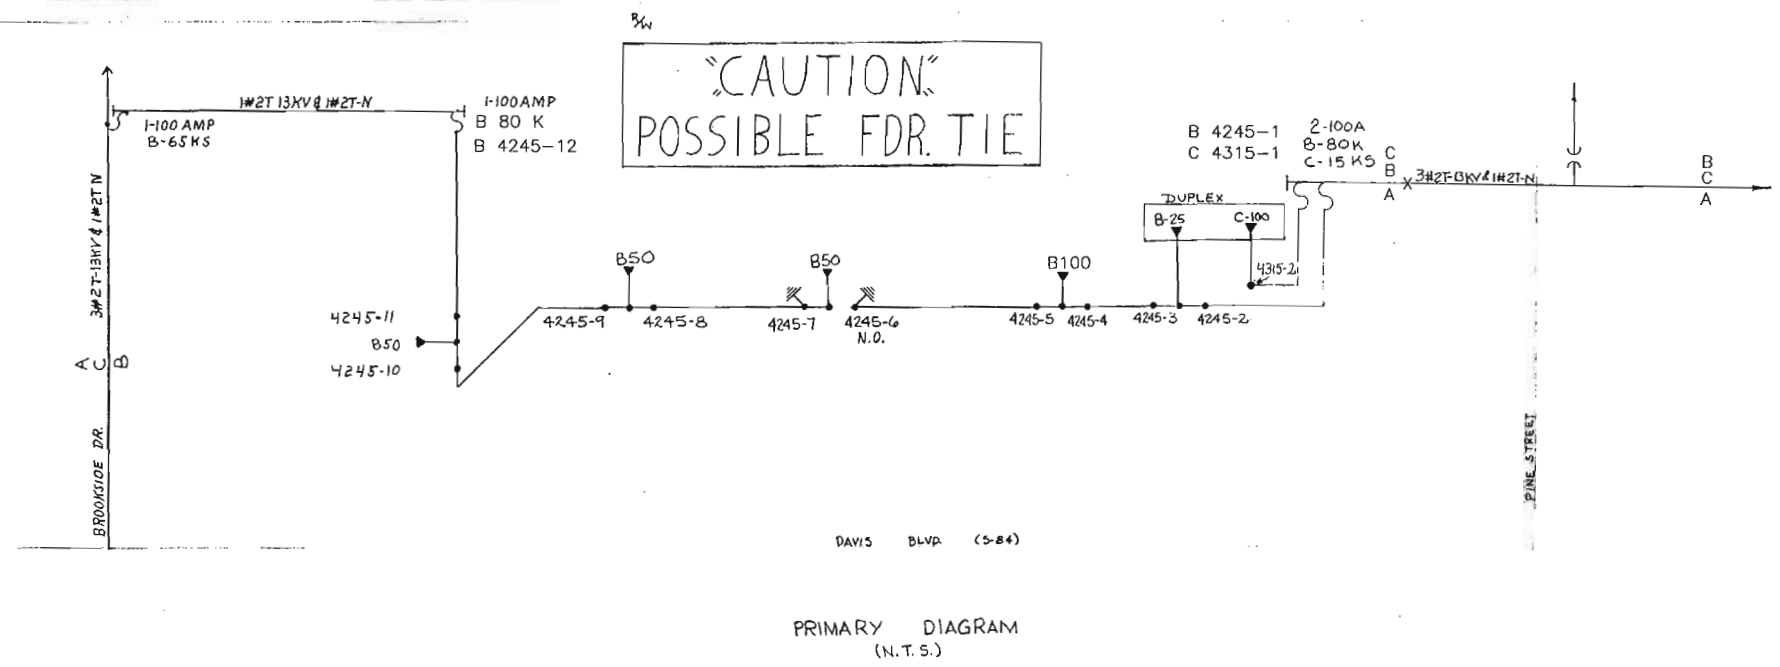 R/W
"CAUTION"
POSSIBLE FDR. TIE
1#2T 13KV & 1#2T-N
1-100 AMP
B-65KS
1-100AMP
B 80 K
B 4245-12
3#2T-13KV & 1#2T N
A C B
BROOKSIDE DR.
4245-11
B50
4245-10
B50
4245-9
4245-8
B50
4245-7
4245-6
N.O.
B100
4245-5
4245-4
DUPLEX
B-25
C-100
4315-2
4245-3
4245-2
B 4245-1
C 4315-1
2-100A
B-80K
C-15 KS
C
B
A
3#2T-13KV & 1#2T-N
B
C
A
PINE STREET
DAVIS BLVD. (S-84)
PRIMARY DIAGRAM
(N.T.S.)